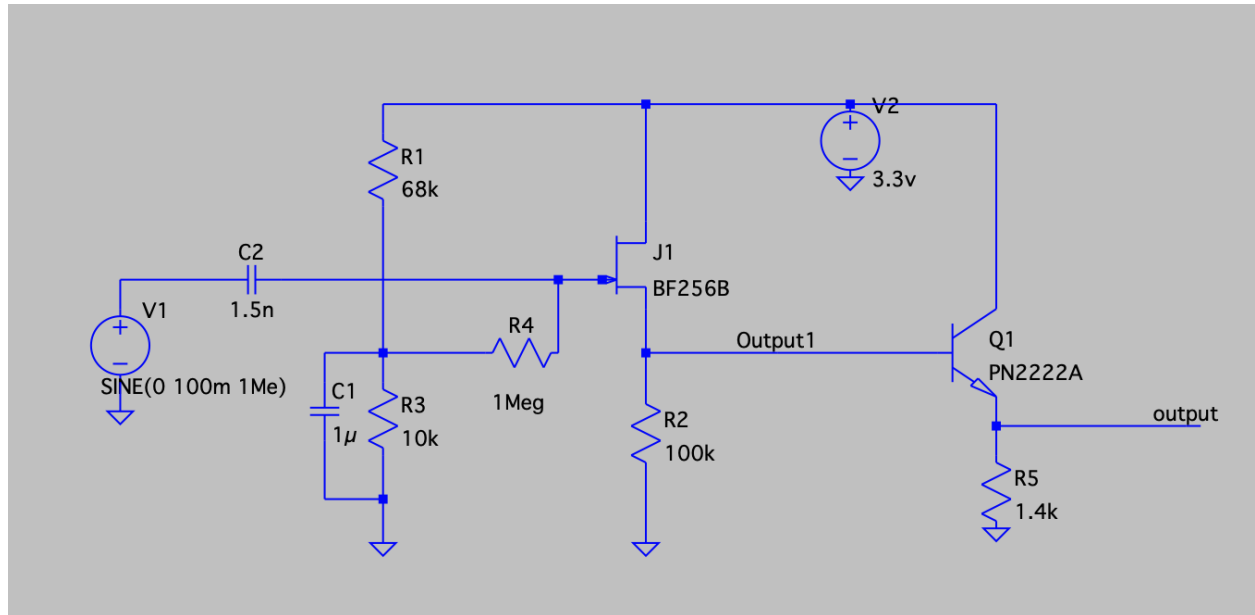 V2
3.3v
R1
68k
C2
1.5n
J1
BF256B
V1
SINE(0 100m 1Me)
R4
1Meg
Output1
Q1
PN2222A
C1
1µ
R3
10k
R2
100k
output
R5
1.4k